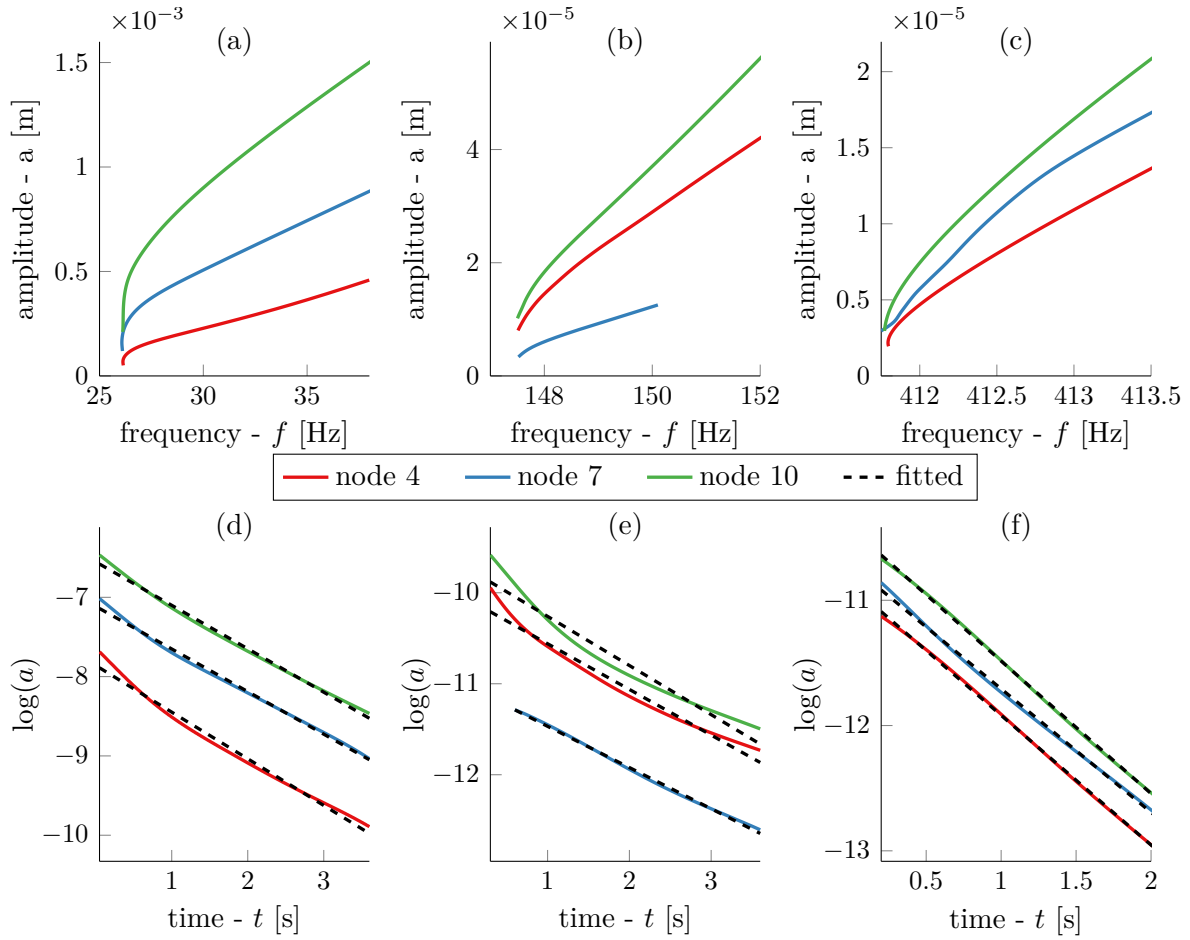 ×10−3 (a)
1.5
1
0.5
0
25 30 35
amplitude - a [m]
frequency - f [Hz]
×10−5 (b)
4
2
0
148 150 152
amplitude - a [m]
frequency - f [Hz]
×10−5 (c)
2
1.5
1
0.5
0
412 412.5 413 413.5
amplitude - a [m]
frequency - f [Hz]
node 4 node 7 node 10 fitted
(d)
−7
−8
−9
−10
1 2 3
log(a)
time - t [s]
(e)
−10
−11
−12
1 2 3
log(a)
time - t [s]
(f)
−11
−12
−13
0.5 1 1.5 2
log(a)
time - t [s]